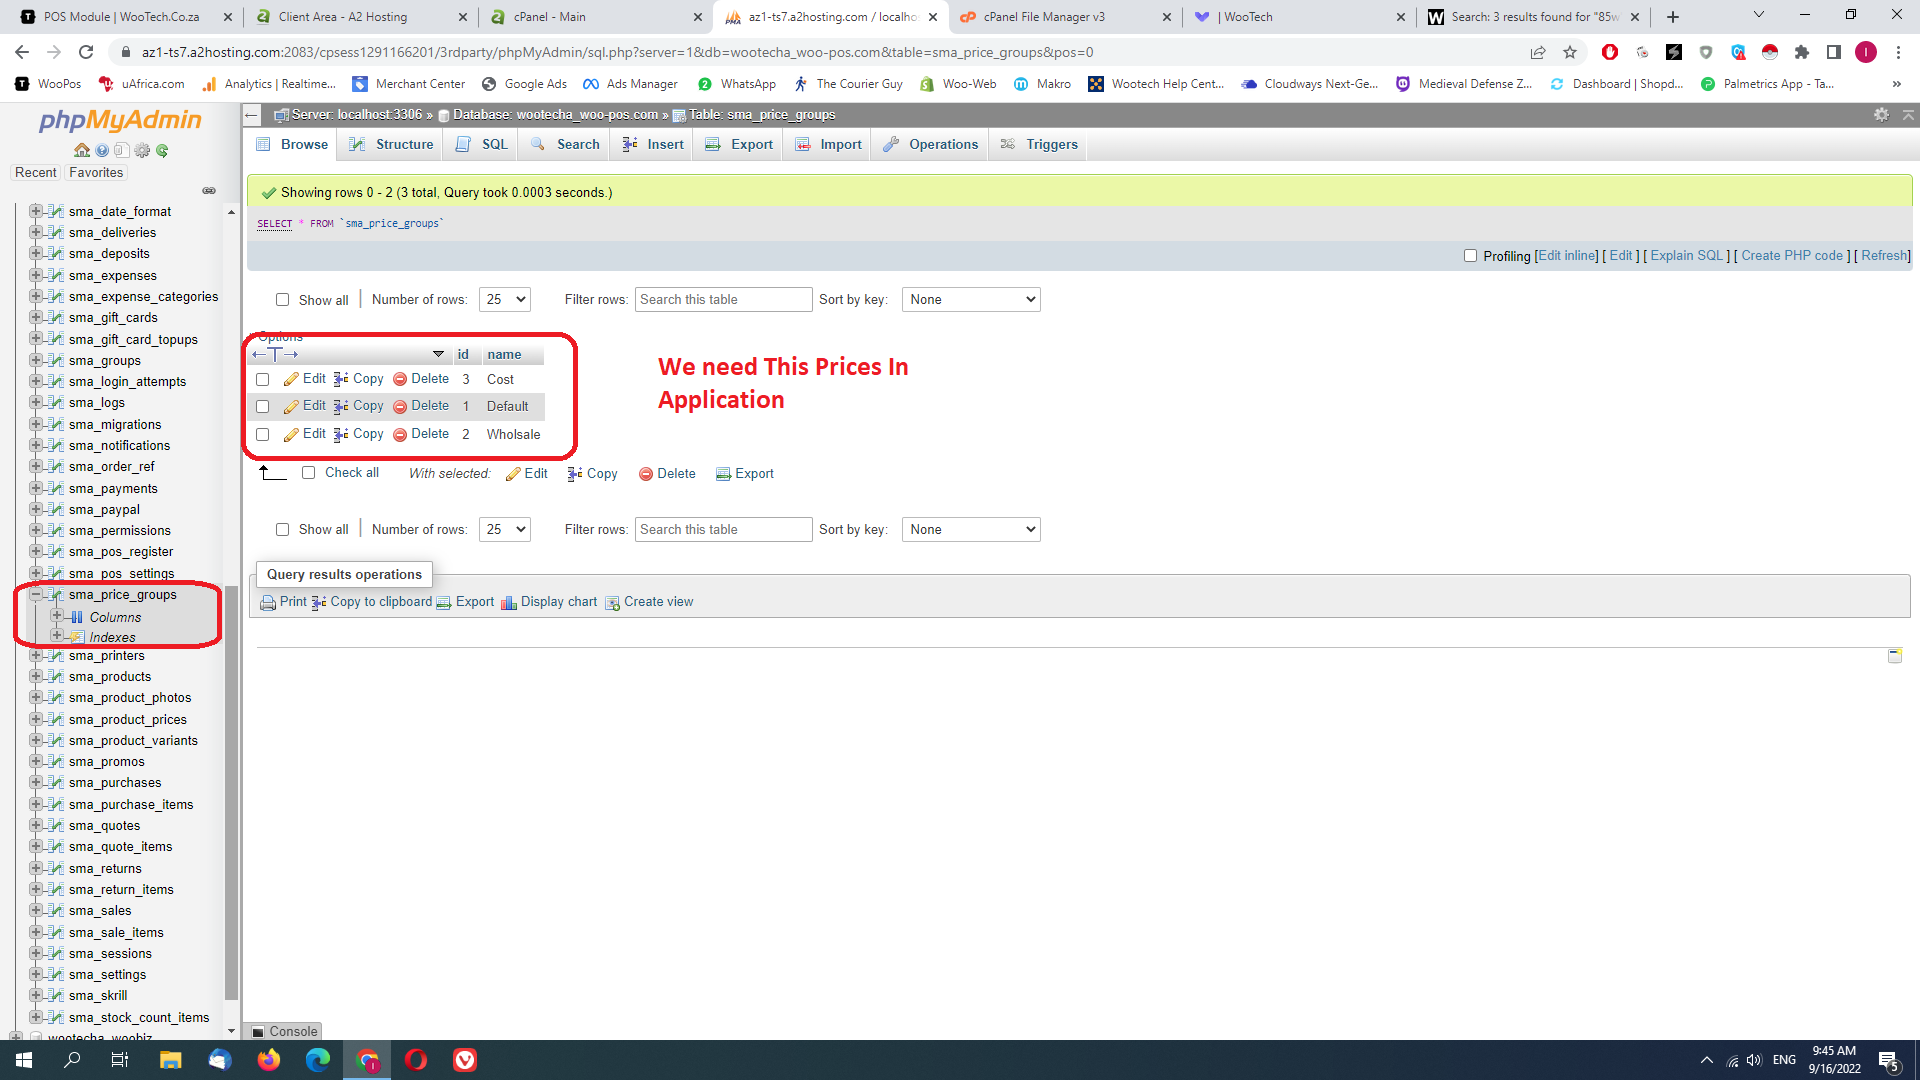 POS Module | WooTech.Co.za
Client Area - A2 Hosting
cPanel - Main
az1-ts7.a2hosting.com / localho
cPanel File Manager v3
| WooTech
Search: 3 results found for "85w
az1-ts7.a2hosting.com:2083/cpsess1291166201/3rdparty/phpMyAdmin/sql.php?server=1&db=wootecha_woo-pos.com&table=sma_price_groups&pos=0
WooPos
uAfrica.com
Analytics | Realtime...
Merchant Center
Google Ads
Ads Manager
WhatsApp
The Courier Guy
Woo-Web
Makro
Wootech Help Cent...
Cloudways Next-Ge...
Medieval Defense Z...
Dashboard | Shopd...
Palmetrics App - Ta...
»
phpMyAdmin
Recent
Favorites
sma_date_format
sma_deliveries
sma_deposits
sma_expenses
sma_expense_categories
sma_gift_cards
sma_gift_card_topups
sma_groups
sma_login_attempts
sma_logs
sma_migrations
sma_notifications
sma_order_ref
sma_payments
sma_paypal
sma_permissions
sma_pos_register
sma_pos_settings
sma_price_groups
Columns
Indexes
sma_printers
sma_products
sma_product_photos
sma_product_prices
sma_product_variants
sma_promos
sma_purchases
sma_purchase_items
sma_quotes
sma_quote_items
sma_returns
sma_return_items
sma_sales
sma_sale_items
sma_sessions
sma_settings
sma_skrill
sma_stock_count_items
wootecha_woobiz
Server: localhost:3306 » Database: wootecha_woo-pos.com » Table: sma_price_groups
Browse Structure SQL Search Insert Export Import Operations Triggers
Showing rows 0 - 2 (3 total, Query took 0.0003 seconds.)
SELECT * FROM `sma_price_groups`
Profiling [Edit inline] [ Edit ] [ Explain SQL ] [ Create PHP code ] [ Refresh]
Show all | Number of rows: 25 Filter rows: Search this table Sort by key: None
Options
←T→ id name
Edit Copy Delete 3 Cost
Edit Copy Delete 1 Default
Edit Copy Delete 2 Wholsale
We need This Prices In
Application
Check all With selected: Edit Copy Delete Export
Show all | Number of rows: 25 Filter rows: Search this table Sort by key: None
Query results operations
Print Copy to clipboard Export Display chart Create view
Console
ENG
9:45 AM
9/16/2022
5